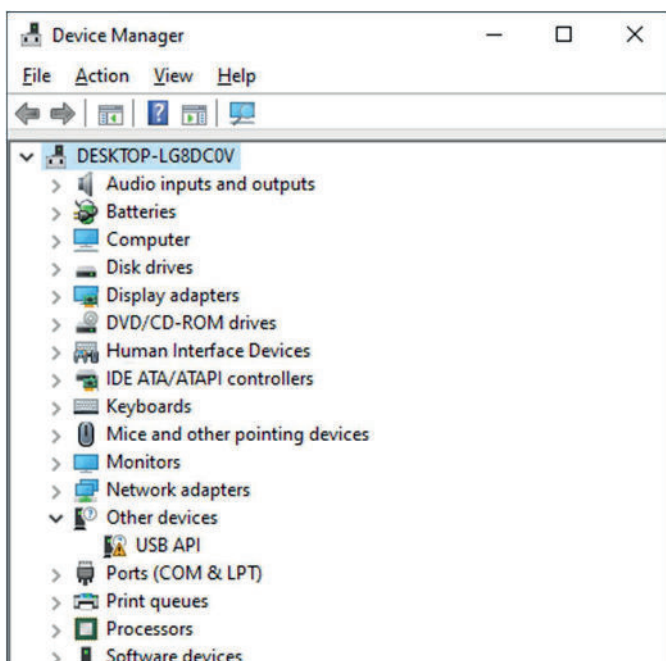 Device Manager
File Action View Help
DESKTOP-LG8DC0V
Audio inputs and outputs
Batteries
Computer
Disk drives
Display adapters
DVD/CD-ROM drives
Human Interface Devices
IDE ATA/ATAPI controllers
Keyboards
Mice and other pointing devices
Monitors
Network adapters
Other devices
USB API
Ports (COM & LPT)
Print queues
Processors
Software devices